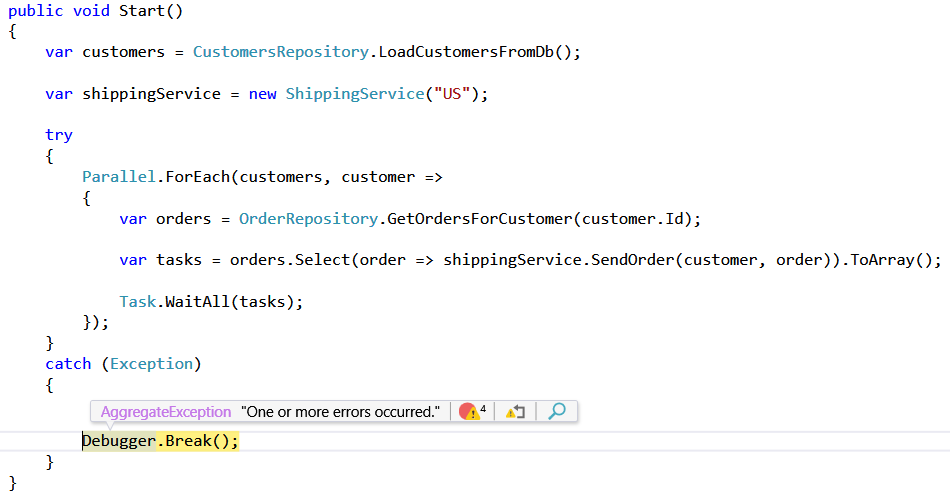 public void Start()
{
    var customers = CustomersRepository.LoadCustomersFromDb();
    var shippingService = new ShippingService("US");
    try
    {
        Parallel.ForEach(customers, customer =>
        {
            var orders = OrderRepository.GetOrdersForCustomer(customer.Id);
            var tasks = orders.Select(order => shippingService.SendOrder(customer, order)).ToArray();
            Task.WaitAll(tasks);
        });
    }
    catch (Exception)
    {
AggregateException "One or more errors occurred." 4
        Debugger.Break();
    }
}